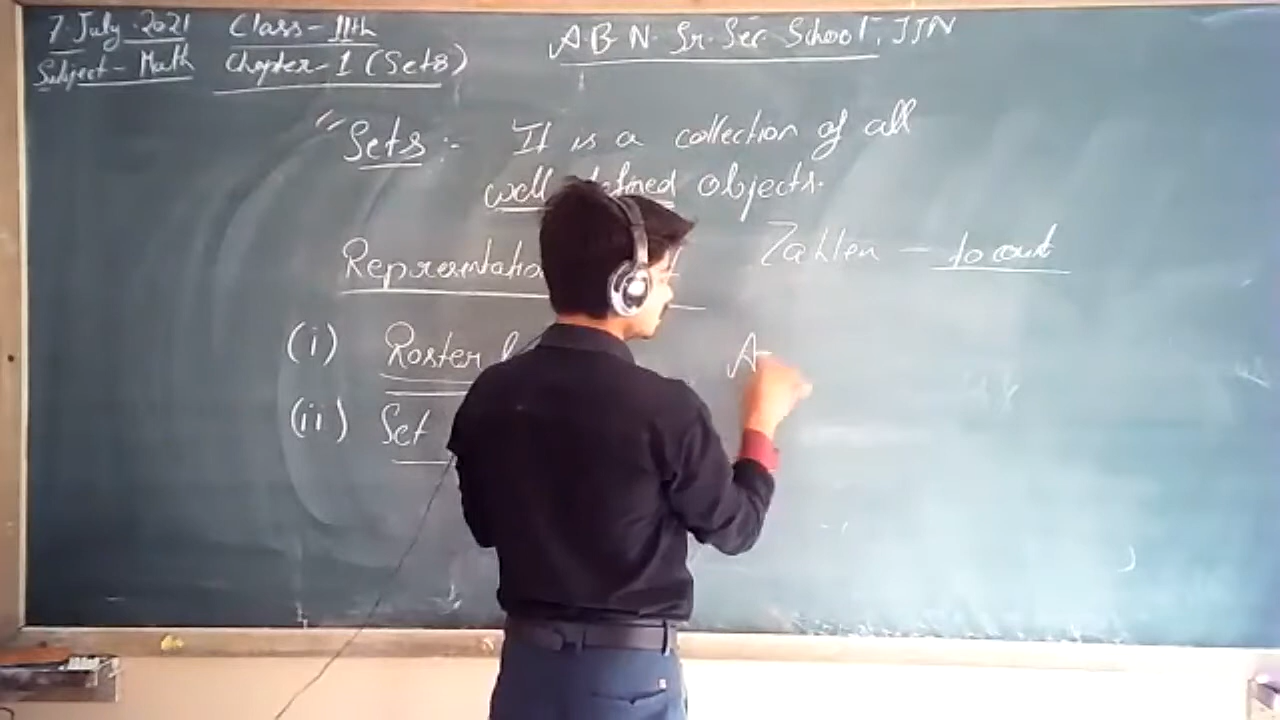 7 July 2021 Class-11th A.B.N. Sr. Sec School, JJN
Subject - Math Chapter-1 (Sets)
"Sets :- It is a collection of all
well defined objects.
Representatio
Zahlen - to count
(i) Roster
A
(ii) Set